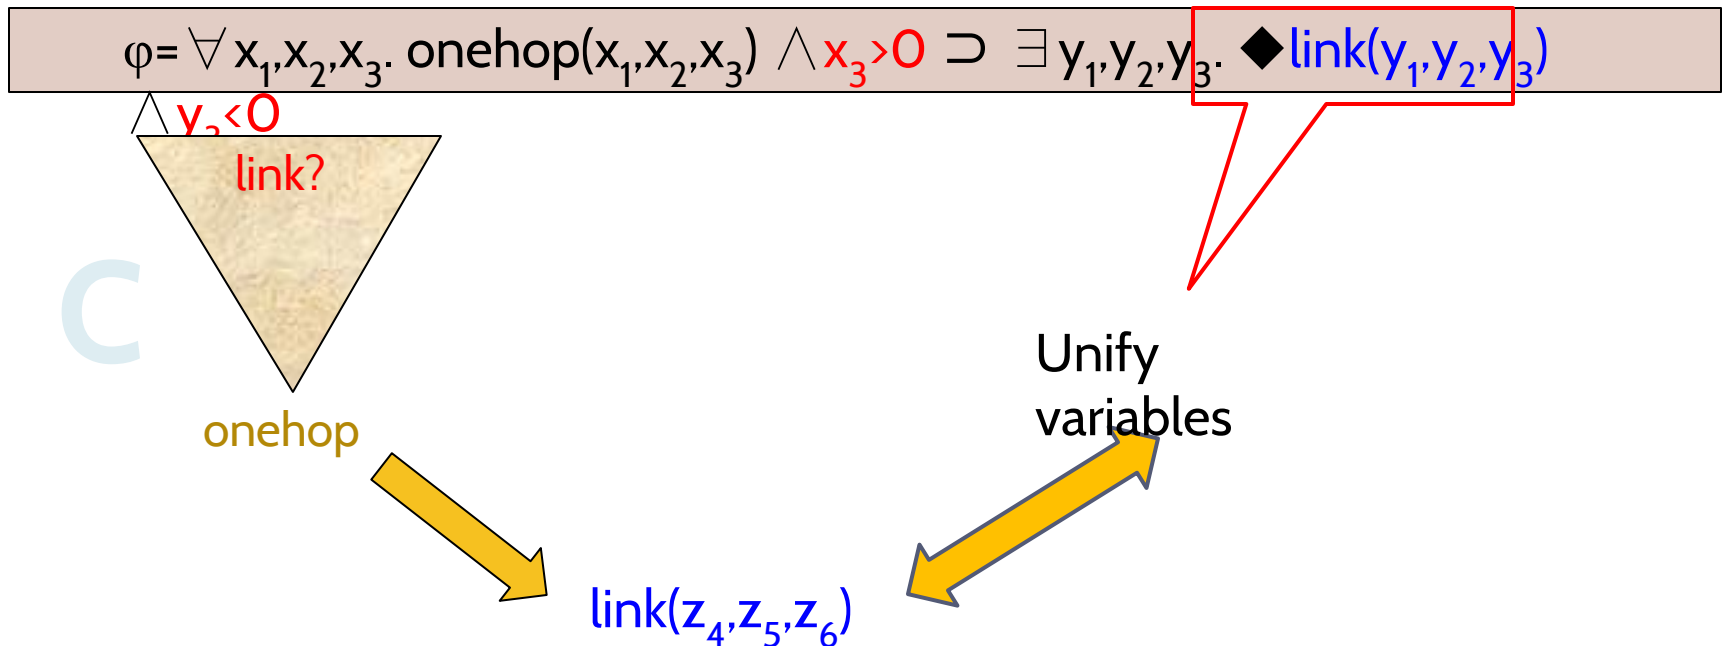 φ=∀x₁,x₂,x₃. onehop(x₁,x₂,x₃) ∧x₃>0 ⊃ ∃y₁,y₂,y₃. ◆link(y₁,y₂,y₃)
∧y₃<0
link?
C
onehop
Unify
variables
link(z₄,z₅,z₆)